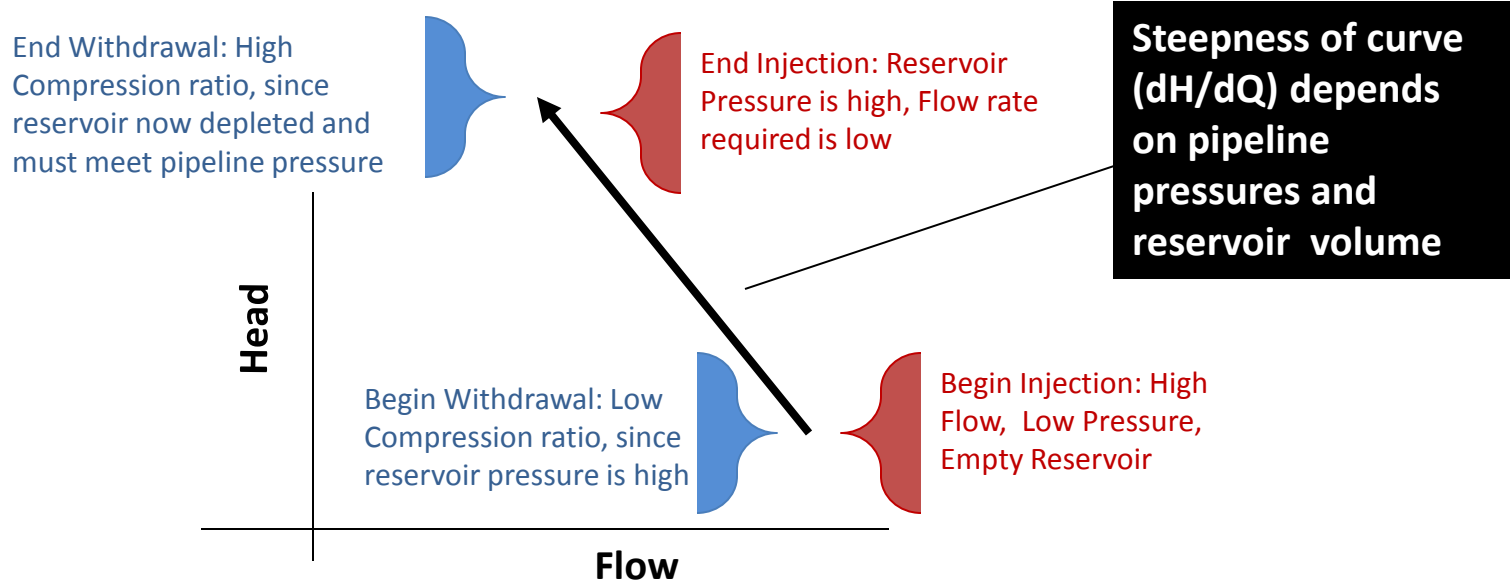 End Withdrawal: High
Compression ratio, since
reservoir now depleted and
must meet pipeline pressure
End Injection: Reservoir
Pressure is high, Flow rate
required is low
Steepness of curve
(dH/dQ) depends
on pipeline
pressures and
reservoir volume
Head
Begin Withdrawal: Low
Compression ratio, since
reservoir pressure is high
Begin Injection: High
Flow, Low Pressure,
Empty Reservoir
Flow